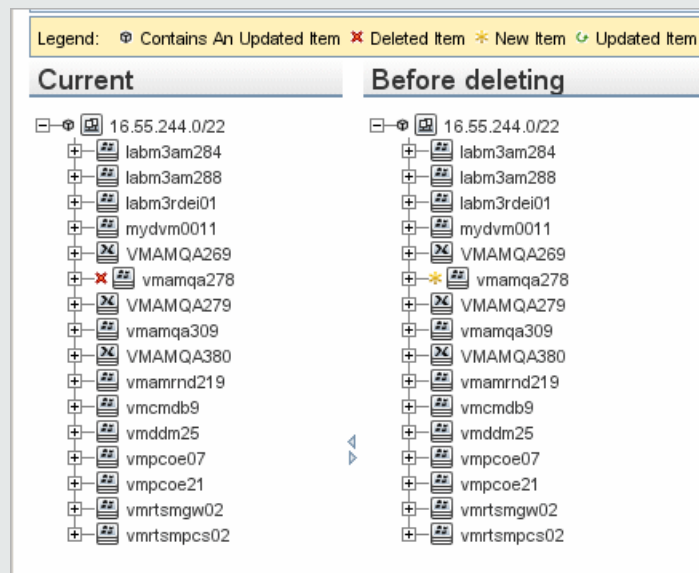 Legend: Contains An Updated Item Deleted Item New Item Updated Item
Current
16.55.244.0/22
labm3am284
labm3am288
labm3rdei01
mydvm0011
VMAMQA269
vmamqa278
VMAMQA279
vmamqa309
VMAMQA380
vmamrnd219
vmcmdb9
vmddm25
vmpcoe07
vmpcoe21
vmrtsmgw02
vmrtsmpcs02
Before deleting
16.55.244.0/22
labm3am284
labm3am288
labm3rdei01
mydvm0011
VMAMQA269
vmamqa278
VMAMQA279
vmamqa309
VMAMQA380
vmamrnd219
vmcmdb9
vmddm25
vmpcoe07
vmpcoe21
vmrtsmgw02
vmrtsmpcs02